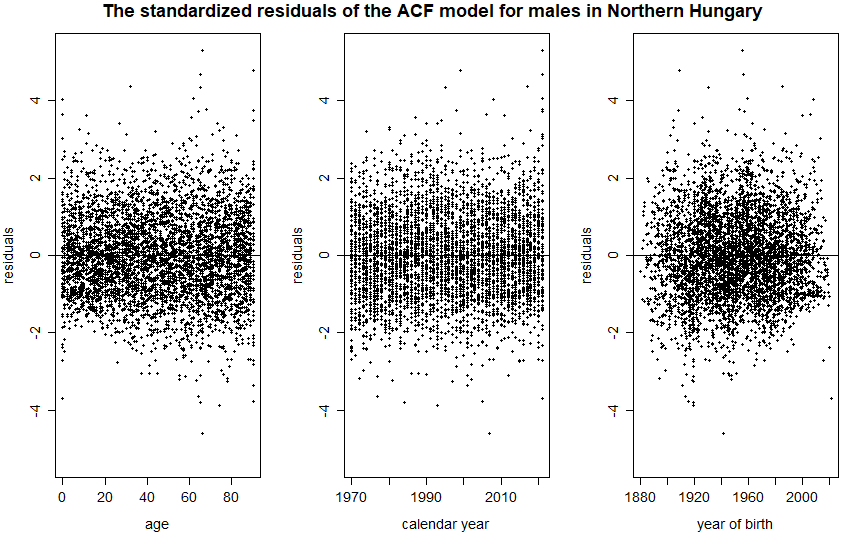 The standardized residuals of the ACF model for males in Northern Hungary
residuals
4
2
0
-2
-4
0 20 40 60 80
age
residuals
4
2
0
-2
-4
1970 1990 2010
calendar year
residuals
4
2
0
-2
-4
1880 1920 1960 2000
year of birth